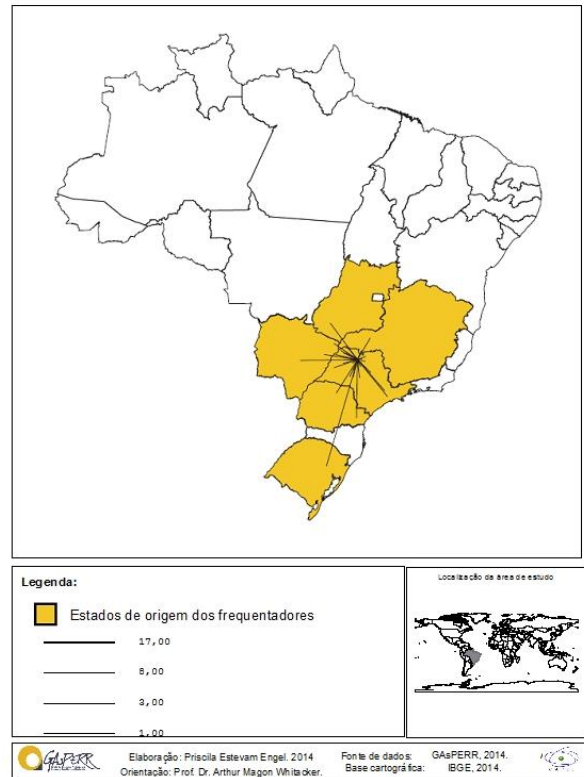 Legenda:
Estados de origem dos frequentadores
17,00
8,00
3,00
1,00
Localização da área de estudo
GAsPERR
Elaboração: Priscila Estevam Engel. 2014
Orientação: Prof. Dr. Arthur Magon Whitacker.
Fonte de dados: GAsPERR, 2014.
Base cartográfica: IBGE, 2014.